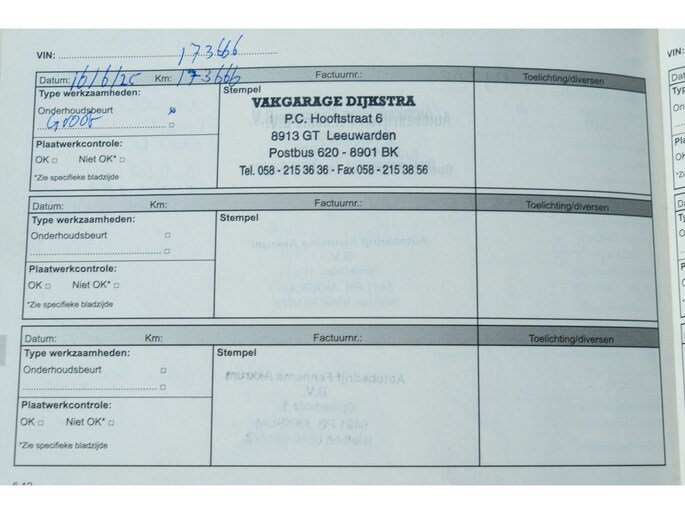 VIN: 173666
VIN:
Datum: 16/6/25 Km: 173666 Factuurnr.: Toelichting/diversen
Type werkzaamheden: Stempel
Onderhoudsbeurt
Groot
VAKGARAGE DIJKSTRA
P.C. Hooftstraat 6
8913 GT Leeuwarden
Postbus 620 - 8901 BK
Tel. 058 - 215 36 36 - Fax 058 - 215 38 56
Plaatwerkcontrole:
OK □ Niet OK* □
*Zie specifieke bladzijde
Datum: Km: Factuurnr.: Toelichting/diversen
Type werkzaamheden: Stempel
Onderhoudsbeurt □
□
Plaatwerkcontrole:
OK □ Niet OK* □
*Zie specifieke bladzijde
Datum: Km: Factuurnr.: Toelichting/diversen
Type werkzaamheden: Stempel
Onderhoudsbeurt □
□
Plaatwerkcontrole:
OK □ Niet OK* □
*Zie specifieke bladzijde